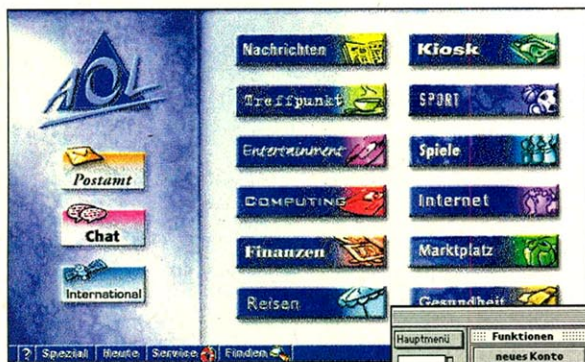 AOL
Postamt
Chat
International
Nachrichten
Treffpunkt
Entertainment
COMPUTING
Finanzen
Reisen
Kiosk
SPORT
Spiele
Internet
Marktplatz
Gesundheit
? Spezial Heute Service Finden
Hauptmenü
Funktionen
neues Konto